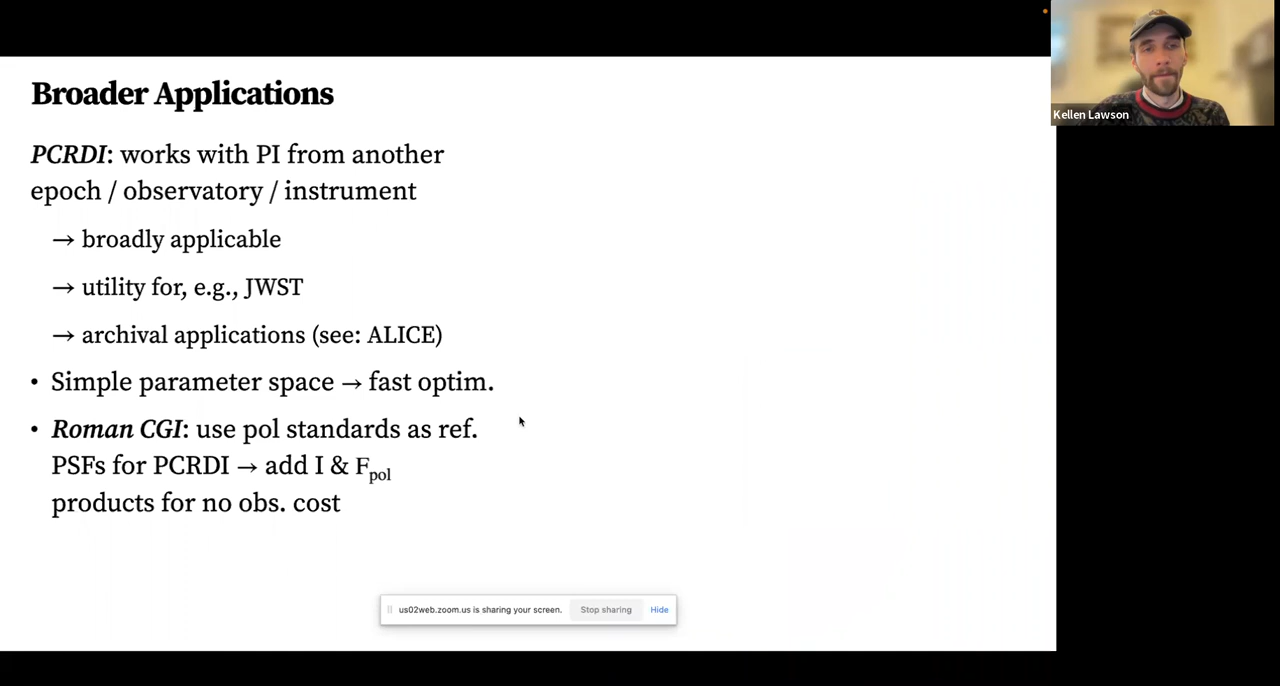 Broader Applications
PCRDI: works with PI from another
epoch / observatory / instrument
→ broadly applicable
→ utility for, e.g., JWST
→ archival applications (see: ALICE)
• Simple parameter space → fast optim.
• Roman CGI: use pol standards as ref.
PSFs for PCRDI → add I & Fpol
products for no obs. cost
us02web.zoom.us is sharing your screen. Stop sharing Hide
Kellen Lawson